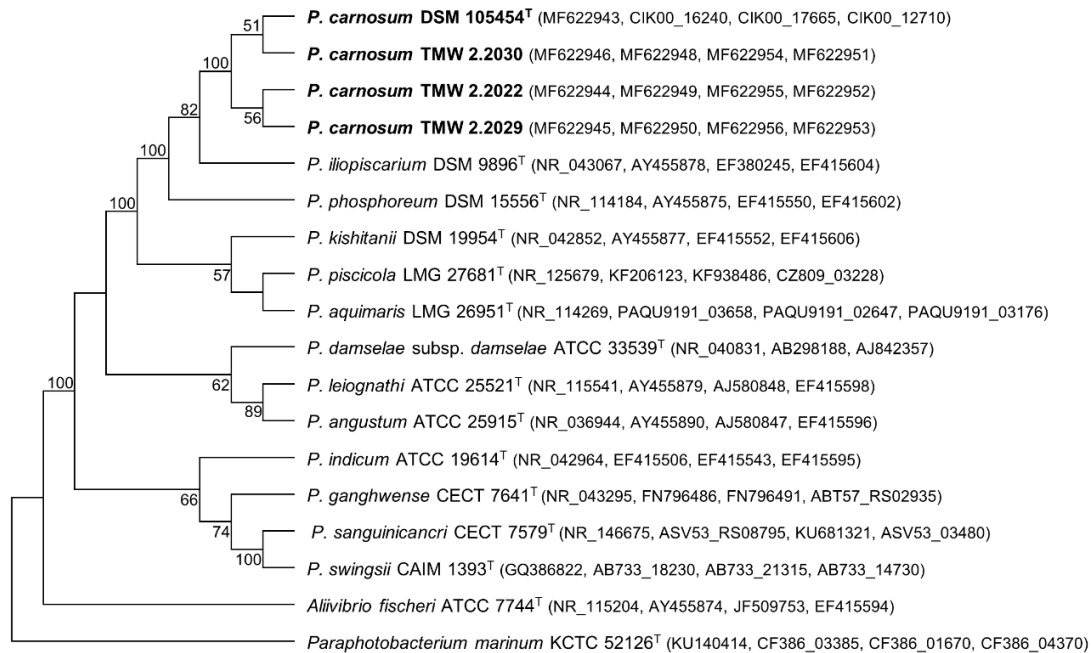 P. carnosum DSM 105454ᵀ (MF622943, CIK00_16240, CIK00_17665, CIK00_12710)
51
P. carnosum TMW 2.2030 (MF622946, MF622948, MF622954, MF622951)
100
P. carnosum TMW 2.2022 (MF622944, MF622949, MF622955, MF622952)
82
56
P. carnosum TMW 2.2029 (MF622945, MF622950, MF622956, MF622953)
100
P. iliopiscarium DSM 9896ᵀ (NR_043067, AY455878, EF380245, EF415604)
100
P. phosphoreum DSM 15556ᵀ (NR_114184, AY455875, EF415550, EF415602)
P. kishitanii DSM 19954ᵀ (NR_042852, AY455877, EF415552, EF415606)
57
P. piscicola LMG 27681ᵀ (NR_125679, KF206123, KF938486, CZ809_03228)
P. aquimaris LMG 26951ᵀ (NR_114269, PAQU9191_03658, PAQU9191_02647, PAQU9191_03176)
P. damselae subsp. damselae ATCC 33539ᵀ (NR_040831, AB298188, AJ842357)
100
62
P. leiognathi ATCC 25521ᵀ (NR_115541, AY455879, AJ580848, EF415598)
89
P. angustum ATCC 25915ᵀ (NR_036944, AY455890, AJ580847, EF415596)
P. indicum ATCC 19614ᵀ (NR_042964, EF415506, EF415543, EF415595)
66
P. ganghwense CECT 7641ᵀ (NR_043295, FN796486, FN796491, ABT57_RS02935)
74
P. sanguinicancri CECT 7579ᵀ (NR_146675, ASV53_RS08795, KU681321, ASV53_03480)
100
P. swingsii CAIM 1393ᵀ (GQ386822, AB733_18230, AB733_21315, AB733_14730)
Aliivibrio fischeri ATCC 7744ᵀ (NR_115204, AY455874, JF509753, EF415594)
Paraphotobacterium marinum KCTC 52126ᵀ (KU140414, CF386_03385, CF386_01670, CF386_04370)